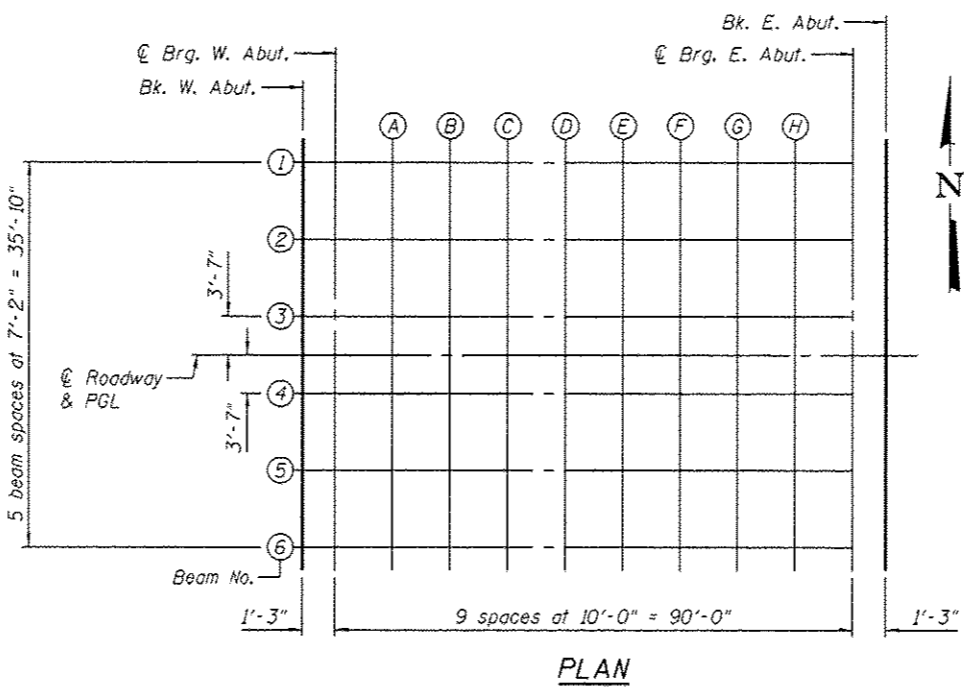 Bk. E. Abut.
℄ Brg. W. Abut.
℄ Brg. E. Abut.
Bk. W. Abut.
A B C D E F G H
1
2
3
4
5
6
N
5 beam spaces at 7'-2" = 35'-10"
3'-7"
℄ Roadway
& PGL
3'-7"
Beam No.
1'-3"
9 spaces at 10'-0" = 90'-0"
1'-3"
PLAN